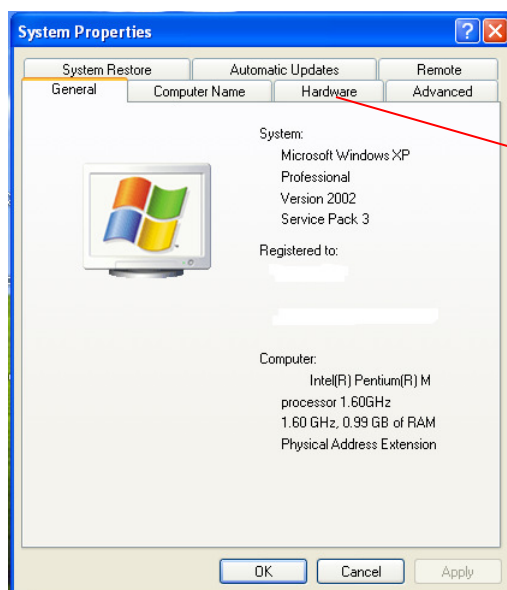 System Properties
System Restore Automatic Updates Remote
General Computer Name Hardware Advanced
System:
Microsoft Windows XP
Professional
Version 2002
Service Pack 3
Registered to:
Computer:
Intel(R) Pentium(R) M
processor 1.60GHz
1.60 GHz, 0.99 GB of RAM
Physical Address Extension
OK Cancel Apply